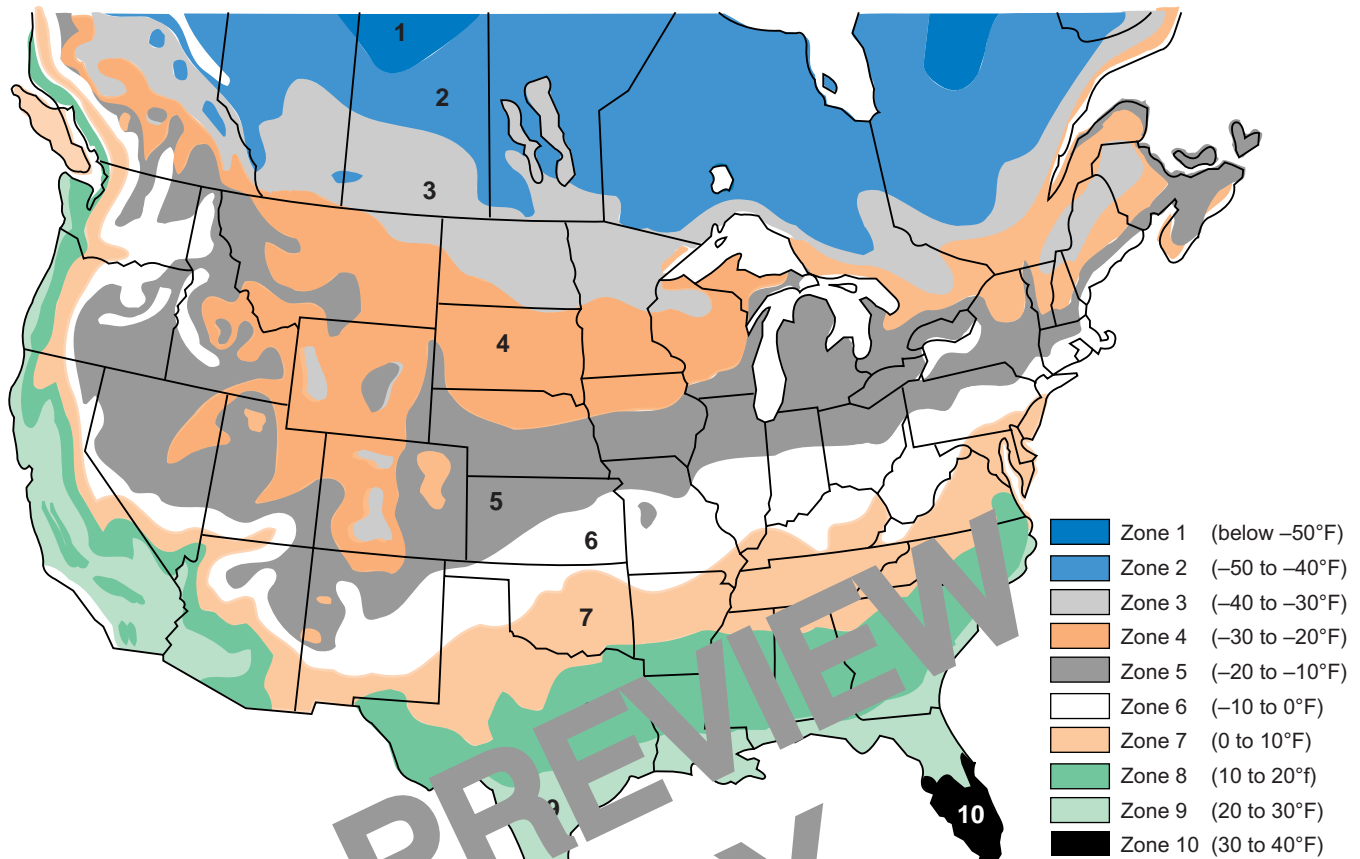 1
2
3
4
5
6
7
9
10
PREVIEW
Zone 1 (below –50°F)
Zone 2 (–50 to –40°F)
Zone 3 (–40 to –30°F)
Zone 4 (–30 to –20°F)
Zone 5 (–20 to –10°F)
Zone 6 (–10 to 0°F)
Zone 7 (0 to 10°F)
Zone 8 (10 to 20°f)
Zone 9 (20 to 30°F)
Zone 10 (30 to 40°F)